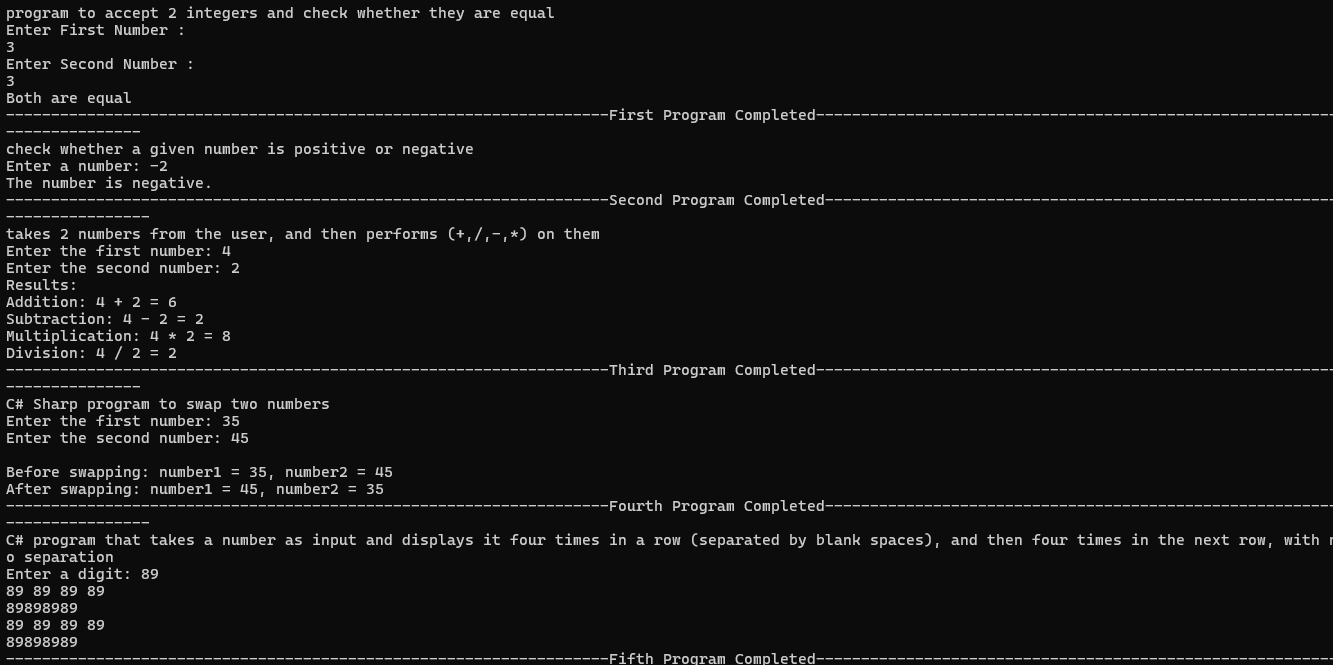 program to accept 2 integers and check whether they are equal
Enter First Number :
3
Enter Second Number :
3
Both are equal
-------------------------------------------------------------------First Program Completed----------------------------------------------------------
---------------
check whether a given number is positive or negative
Enter a number: -2
The number is negative.
-------------------------------------------------------------------Second Program Completed---------------------------------------------------------
----------------
takes 2 numbers from the user, and then performs (+,/,-,*) on them
Enter the first number: 4
Enter the second number: 2
Results:
Addition: 4 + 2 = 6
Subtraction: 4 - 2 = 2
Multiplication: 4 * 2 = 8
Division: 4 / 2 = 2
-------------------------------------------------------------------Third Program Completed----------------------------------------------------------
---------------
C# Sharp program to swap two numbers
Enter the first number: 35
Enter the second number: 45
Before swapping: number1 = 35, number2 = 45
After swapping: number1 = 45, number2 = 35
-------------------------------------------------------------------Fourth Program Completed---------------------------------------------------------
----------------
C# program that takes a number as input and displays it four times in a row (separated by blank spaces), and then four times in the next row, with n
o separation
Enter a digit: 89
89 89 89 89
89898989
89 89 89 89
89898989
-------------------------------------------------------------------Fifth Program Completed----------------------------------------------------------